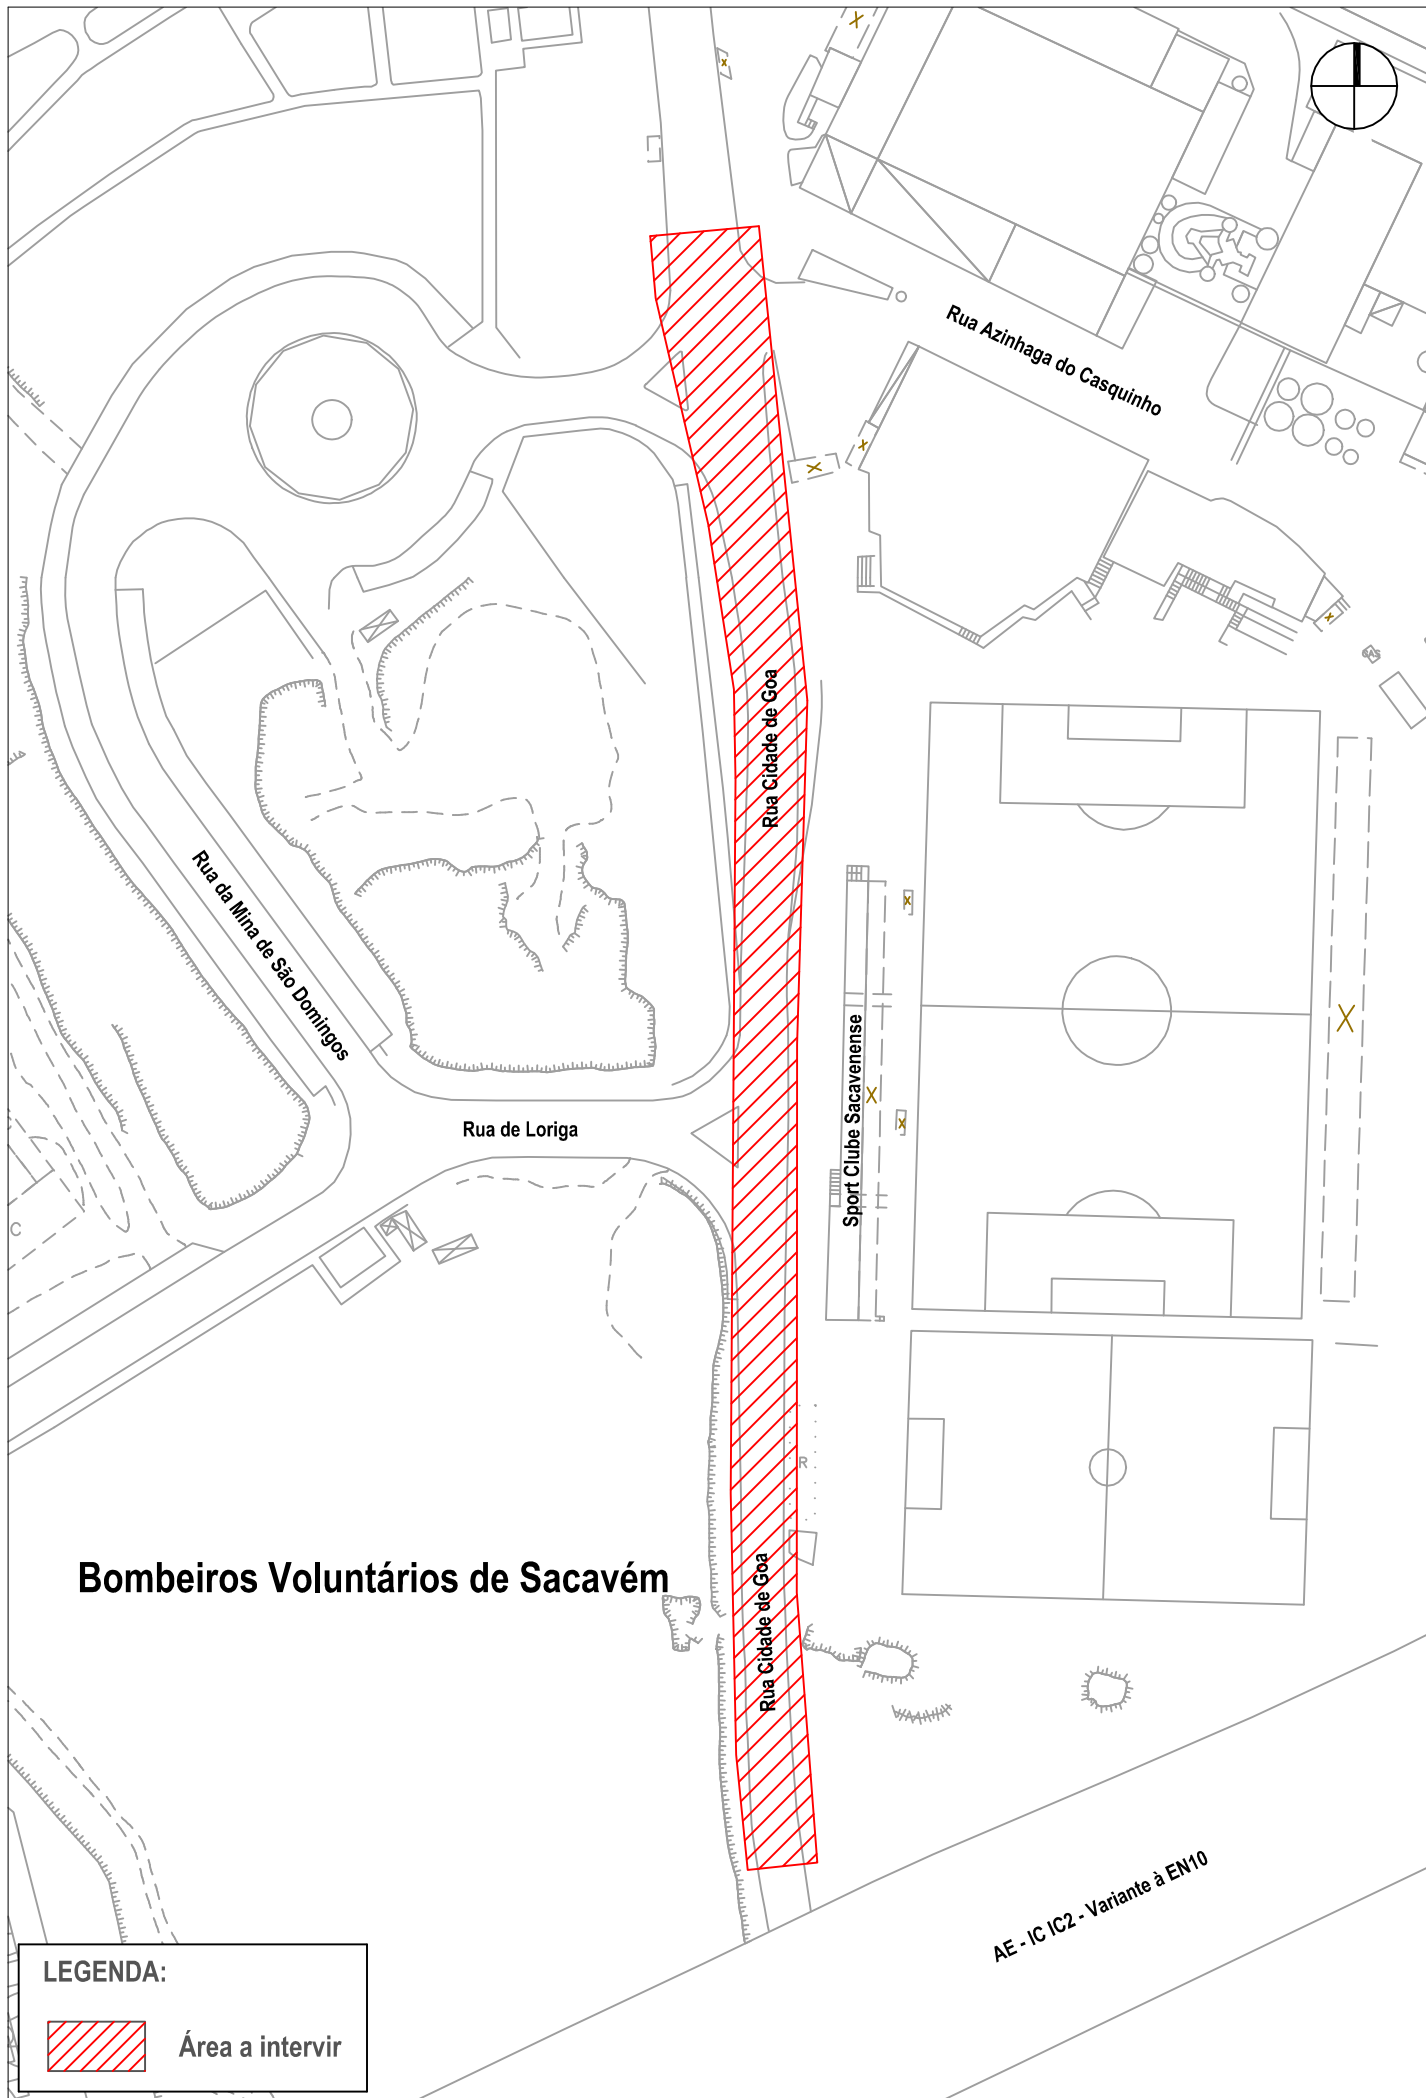 Rua Azinhaga do Casquinho
GAS
Rua Cidade de Goa
Rua da Mina de São Domingos
Sport Clube Sacavenense
Rua de Loriga
C
R
Bombeiros Voluntários de Sacavém
Rua Cidade de Goa
AE - IC IC2 - Variante à EN10
LEGENDA:
Área a intervir